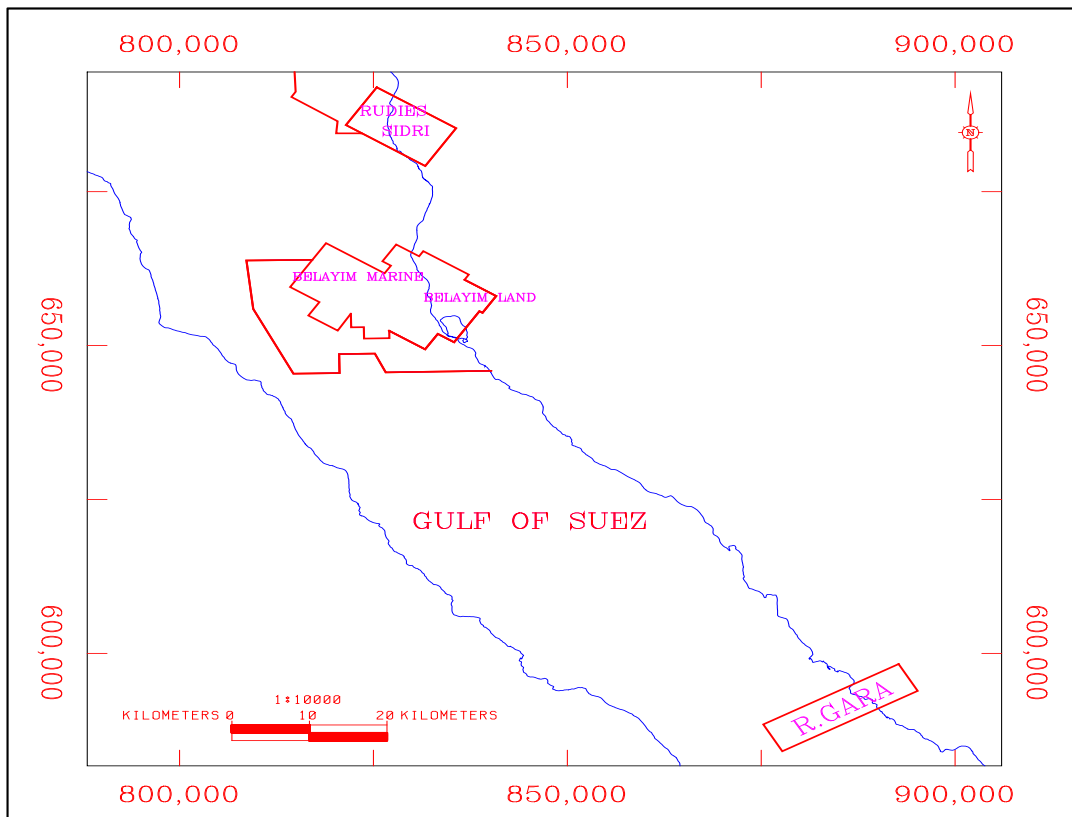 800,000 850,000 900,000
RUDIES
SIDRI
N
BELAYIM MARINE
BELAYIM LAND
650,000 650,000
GULF OF SUEZ
600,000 600,000
R.GARA
1:10000
KILOMETERS 0 10 20 KILOMETERS
800,000 850,000 900,000